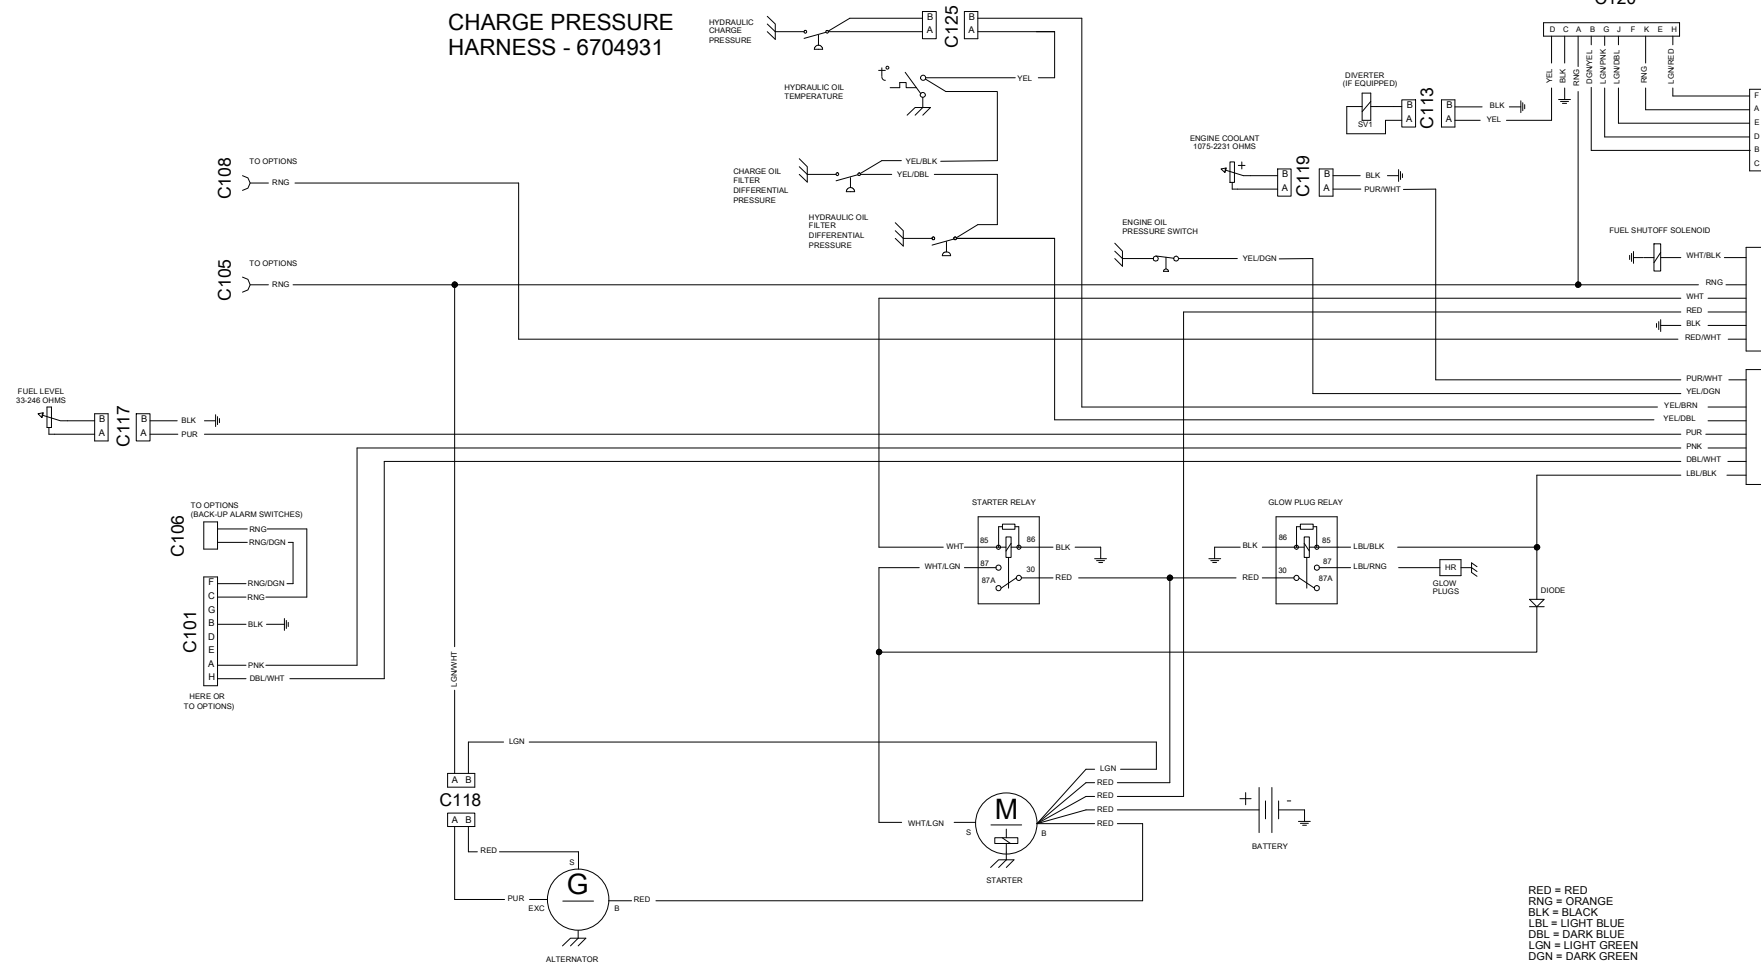 CHARGE PRESSURE
HARNESS - 6704931
HYDRAULIC
CHARGE
PRESSURE
B
A
C125
B
A
t°
HYDRAULIC OIL
TEMPERATURE
YEL
CHARGE OIL
FILTER
DIFFERENTIAL
PRESSURE
YEL/BLK
YEL/DBL
HYDRAULIC OIL
FILTER
DIFFERENTIAL
PRESSURE
D C A B G J F K E H
YEL
BLK
RNG
DGN/YEL
LGN/PNK
LGN/DBL
RNG
LGN/RED
F
A
E
D
B
C
DIVERTER
(IF EQUIPPED)
SV1
B
A
C113
B
A
BLK
YEL
ENGINE COOLANT
1075-2231 OHMS
+
B
A
C119
B
A
BLK
PUR/WHT
ENGINE OIL
PRESSURE SWITCH
YEL/DGN
FUEL SHUTOFF SOLENOID
WHT/BLK
RNG
WHT
RED
BLK
RED/WHT
PUR/WHT
YEL/DGN
YEL/BRN
YEL/DBL
PUR
PNK
DBL/WHT
LBL/BLK
C108
TO OPTIONS
RNG
C105
TO OPTIONS
RNG
FUEL LEVEL
33-246 OHMS
B
A
C117
B
A
BLK
PUR
TO OPTIONS
(BACK-UP ALARM SWITCHES)
C106
RNG
RNG/DGN
C101
F
C
G
B
D
E
A
H
RNG/DGN
RNG
BLK
PNK
DBL/WHT
HERE OR
TO OPTIONS)
STARTER RELAY
WHT
85
86
BLK
WHT/LGN
87
87A
30
RED
GLOW PLUG RELAY
BLK
86
85
LBL/BLK
87
LBL/RNG
RED
30
87A
HR
GLOW
PLUGS
DIODE
LGN/WHT
LGN
A B
C118
A B
RED
S
G
PUR
EXC
B
RED
ALTERNATOR
WHT/LGN
S
M
B
STARTER
LGN
RED
RED
RED
RED
+
-
BATTERY
RED = RED
RNG = ORANGE
BLK = BLACK
LBL = LIGHT BLUE
DBL = DARK BLUE
LGN = LIGHT GREEN
DGN = DARK GREEN